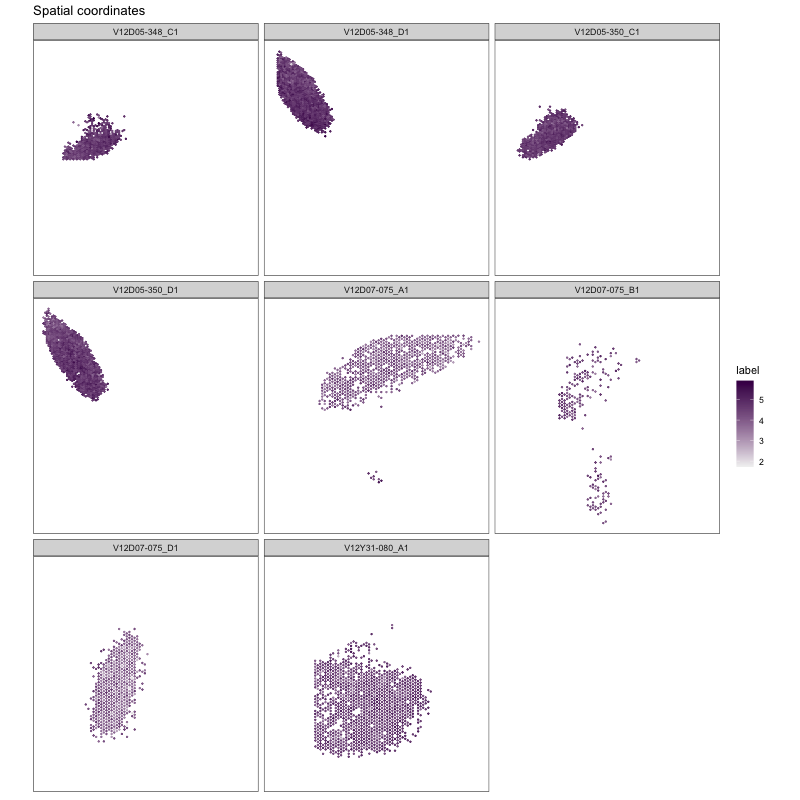 Spatial coordinates
V12D05-348_C1
V12D05-348_D1
V12D05-350_C1
V12D05-350_D1
V12D07-075_A1
V12D07-075_B1
label
5
4
3
2
V12D07-075_D1
V12Y31-080_A1